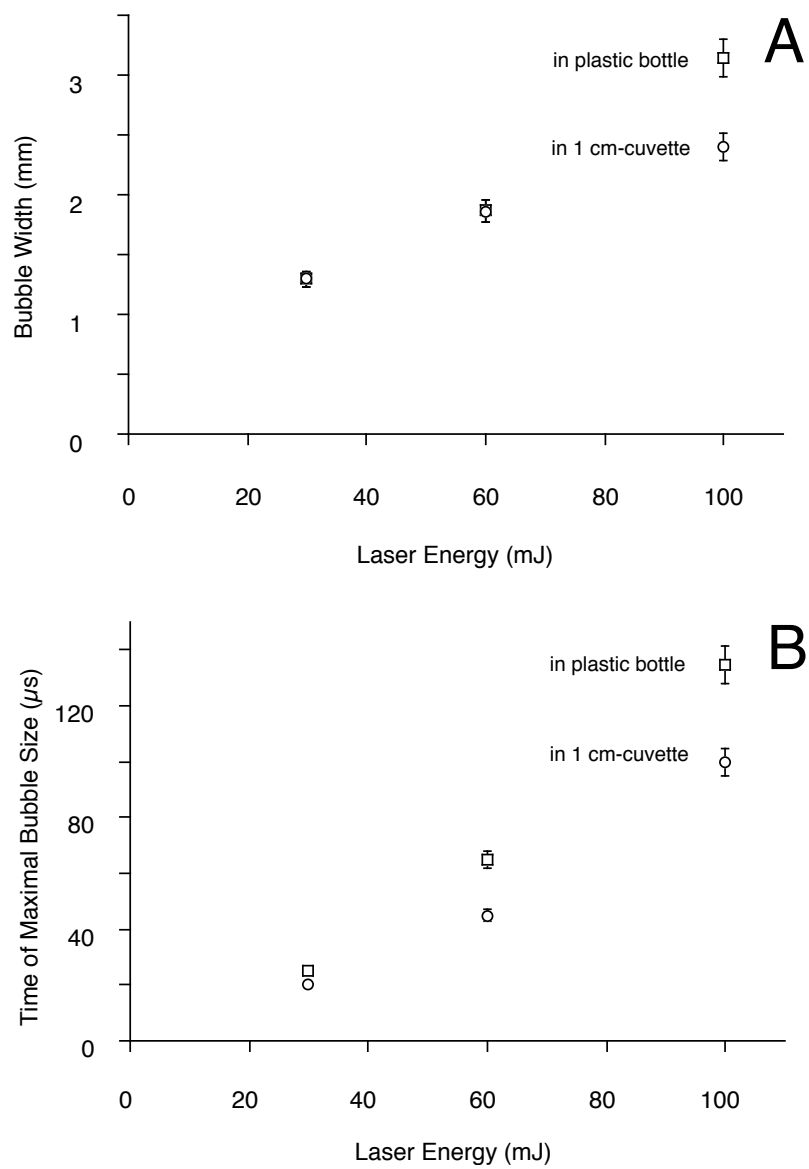 A
in plastic bottle
in 1 cm-cuvette
Bubble Width (mm)
3
2
1
0
0 20 40 60 80 100
Laser Energy (mJ)
B
in plastic bottle
in 1 cm-cuvette
Time of Maximal Bubble Size (µs)
120
80
40
0
0 20 40 60 80 100
Laser Energy (mJ)